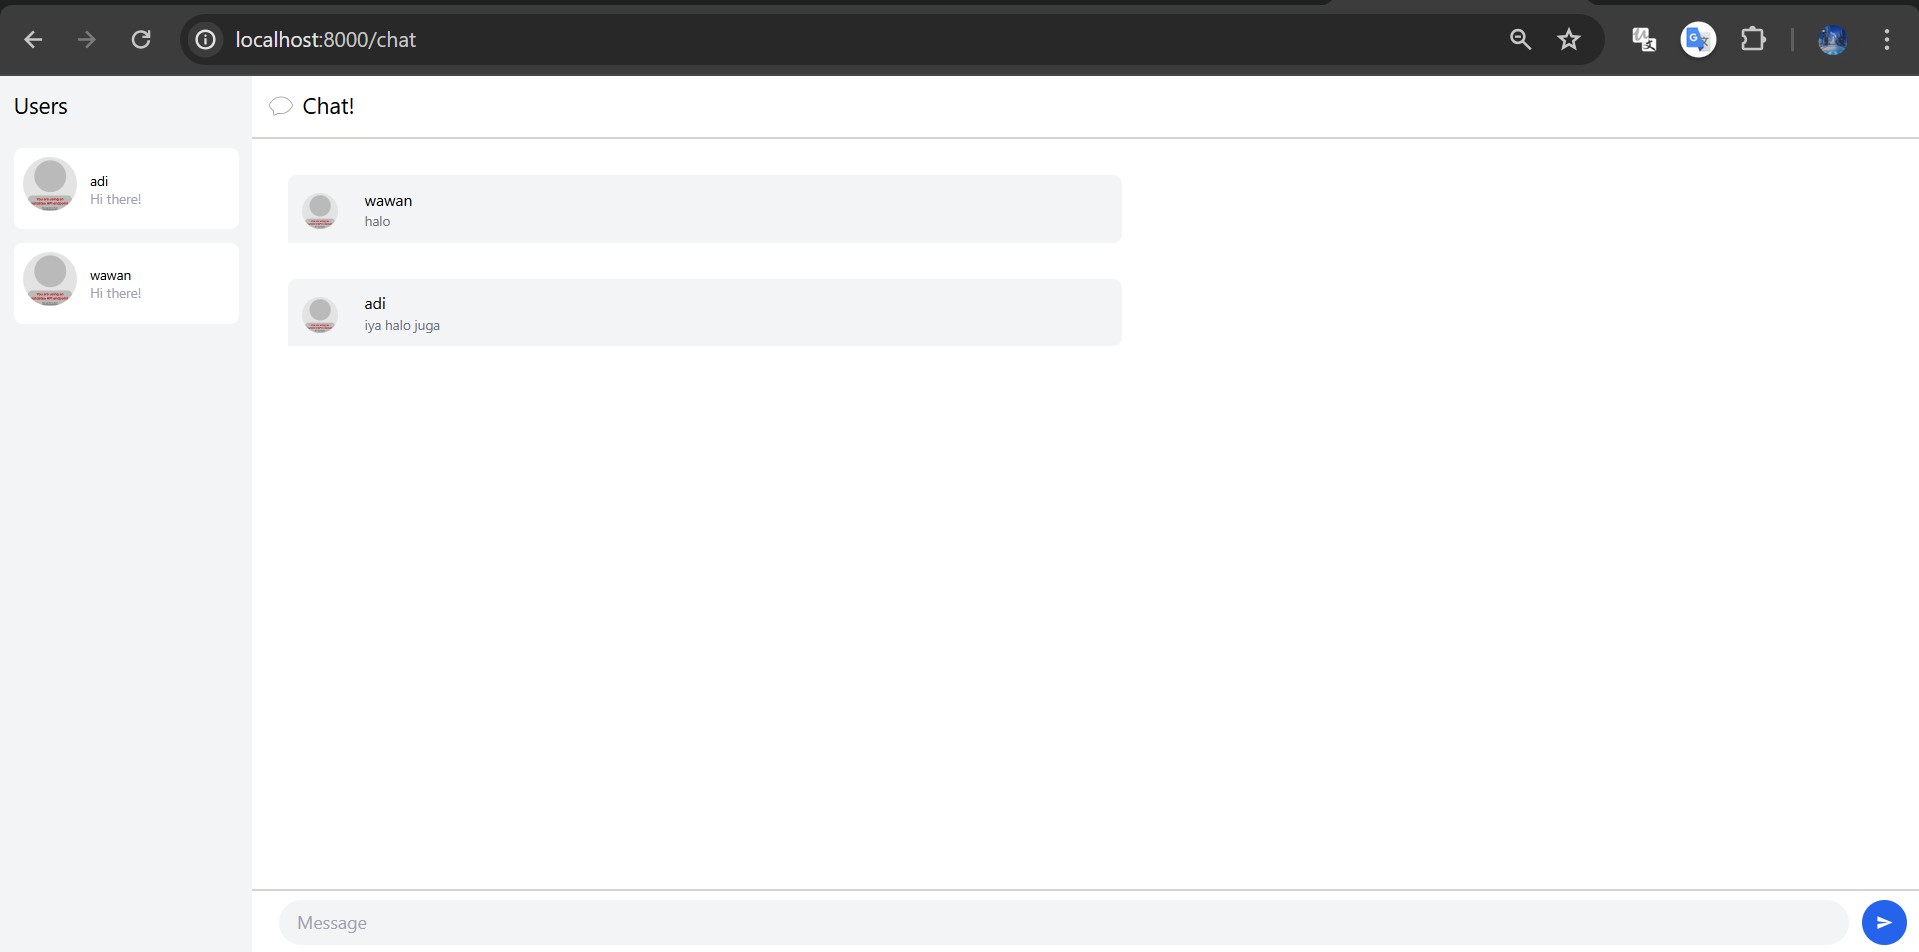 localhost:8000/chat
Users
Chat!
adi
Hi there!
wawan
Hi there!
wawan
halo
adi
iya halo juga
Message